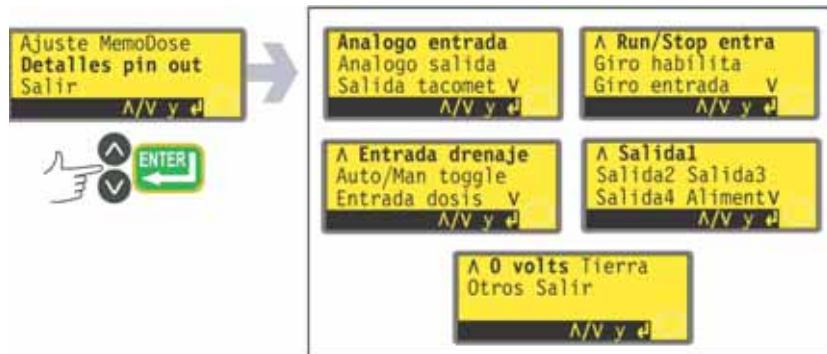 Ajuste MemoDose
Detalles pin out
Salir
Λ/V y ↲
ENTER
Analogo entrada
Analogo salida
Salida tacomet V
Λ/V y ↲
Λ Run/Stop entra
Giro habilita
Giro entrada V
Λ/V y ↲
Λ Entrada drenaje
Auto/Man toggle
Entrada dosis V
Λ/V y ↲
Λ Salida1
Salida2 Salida3
Salida4 AlimentV
Λ/V y ↲
Λ 0 volts Tierra
Otros Salir
Λ/V y ↲